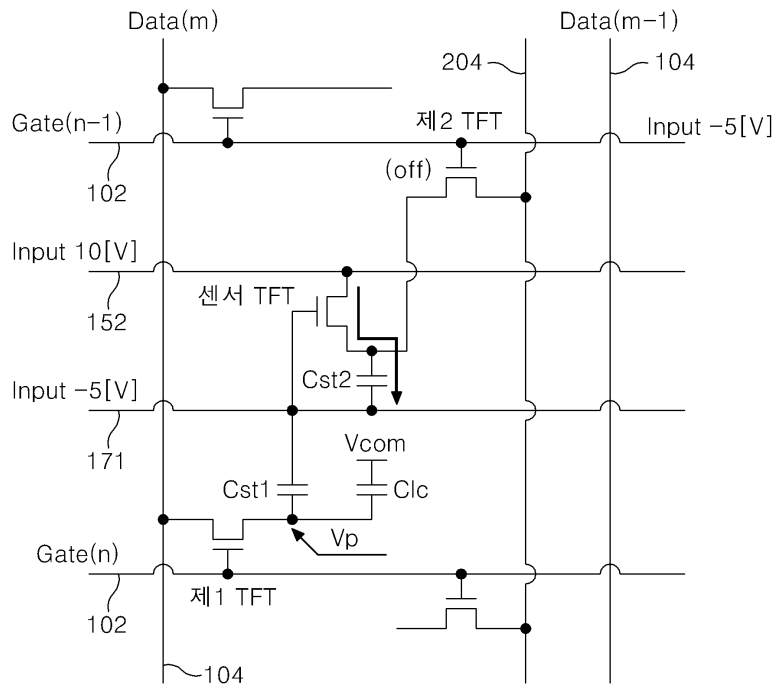 Data(m)
Data(m-1)
204
104
Gate(n-1)
제2 TFT
Input -5[V]
102
(off)
Input 10[V]
센서 TFT
152
Cst2
Input -5[V]
171
Vcom
Cst1
Clc
Vp
Gate(n)
제1 TFT
102
104